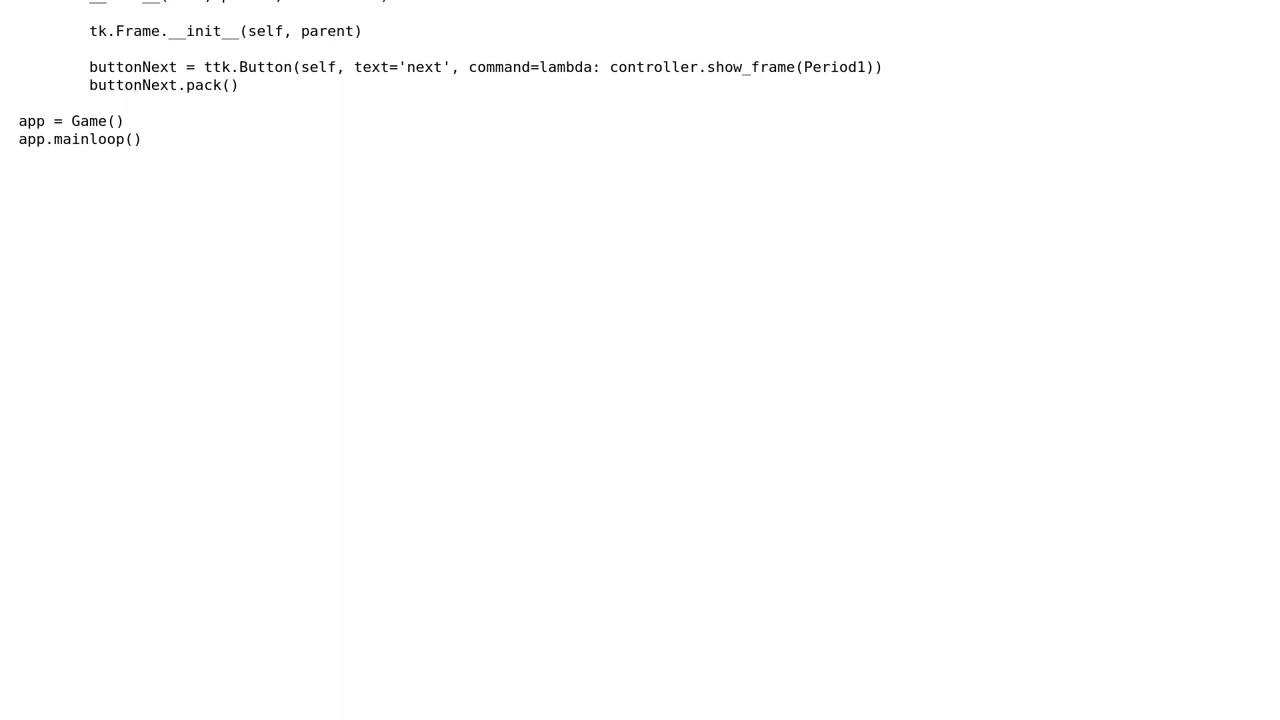 tk.Frame.__init__(self, parent)
buttonNext = ttk.Button(self, text='next', command=lambda: controller.show_frame(Period1))
buttonNext.pack()
app = Game()
app.mainloop()